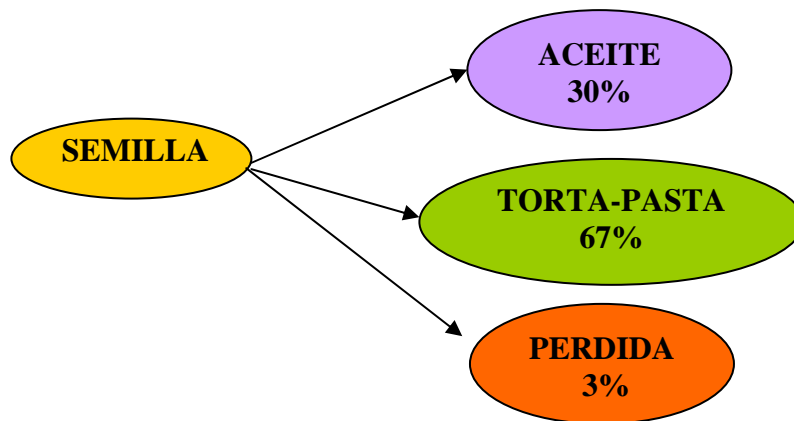 SEMILLA
ACEITE
30%
TORTA-PASTA
67%
PERDIDA
3%